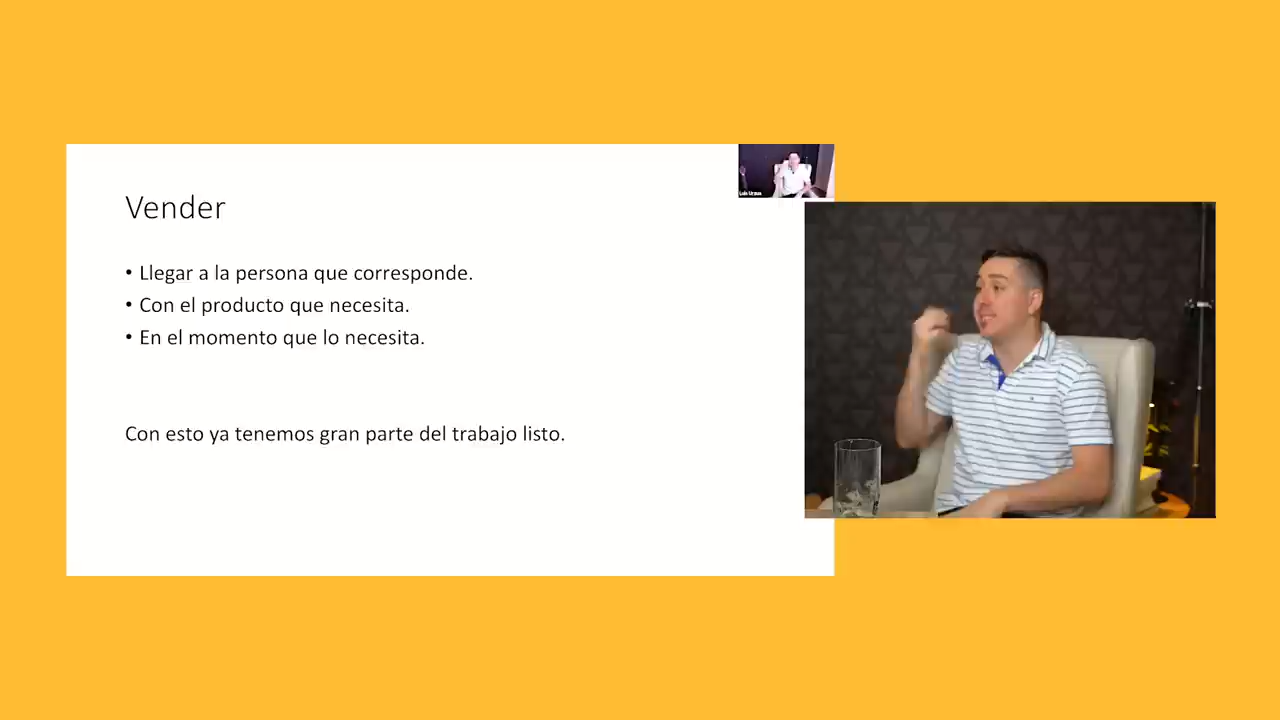 Vender
• Llegar a la persona que corresponde.
• Con el producto que necesita.
• En el momento que lo necesita.
Con esto ya tenemos gran parte del trabajo listo.